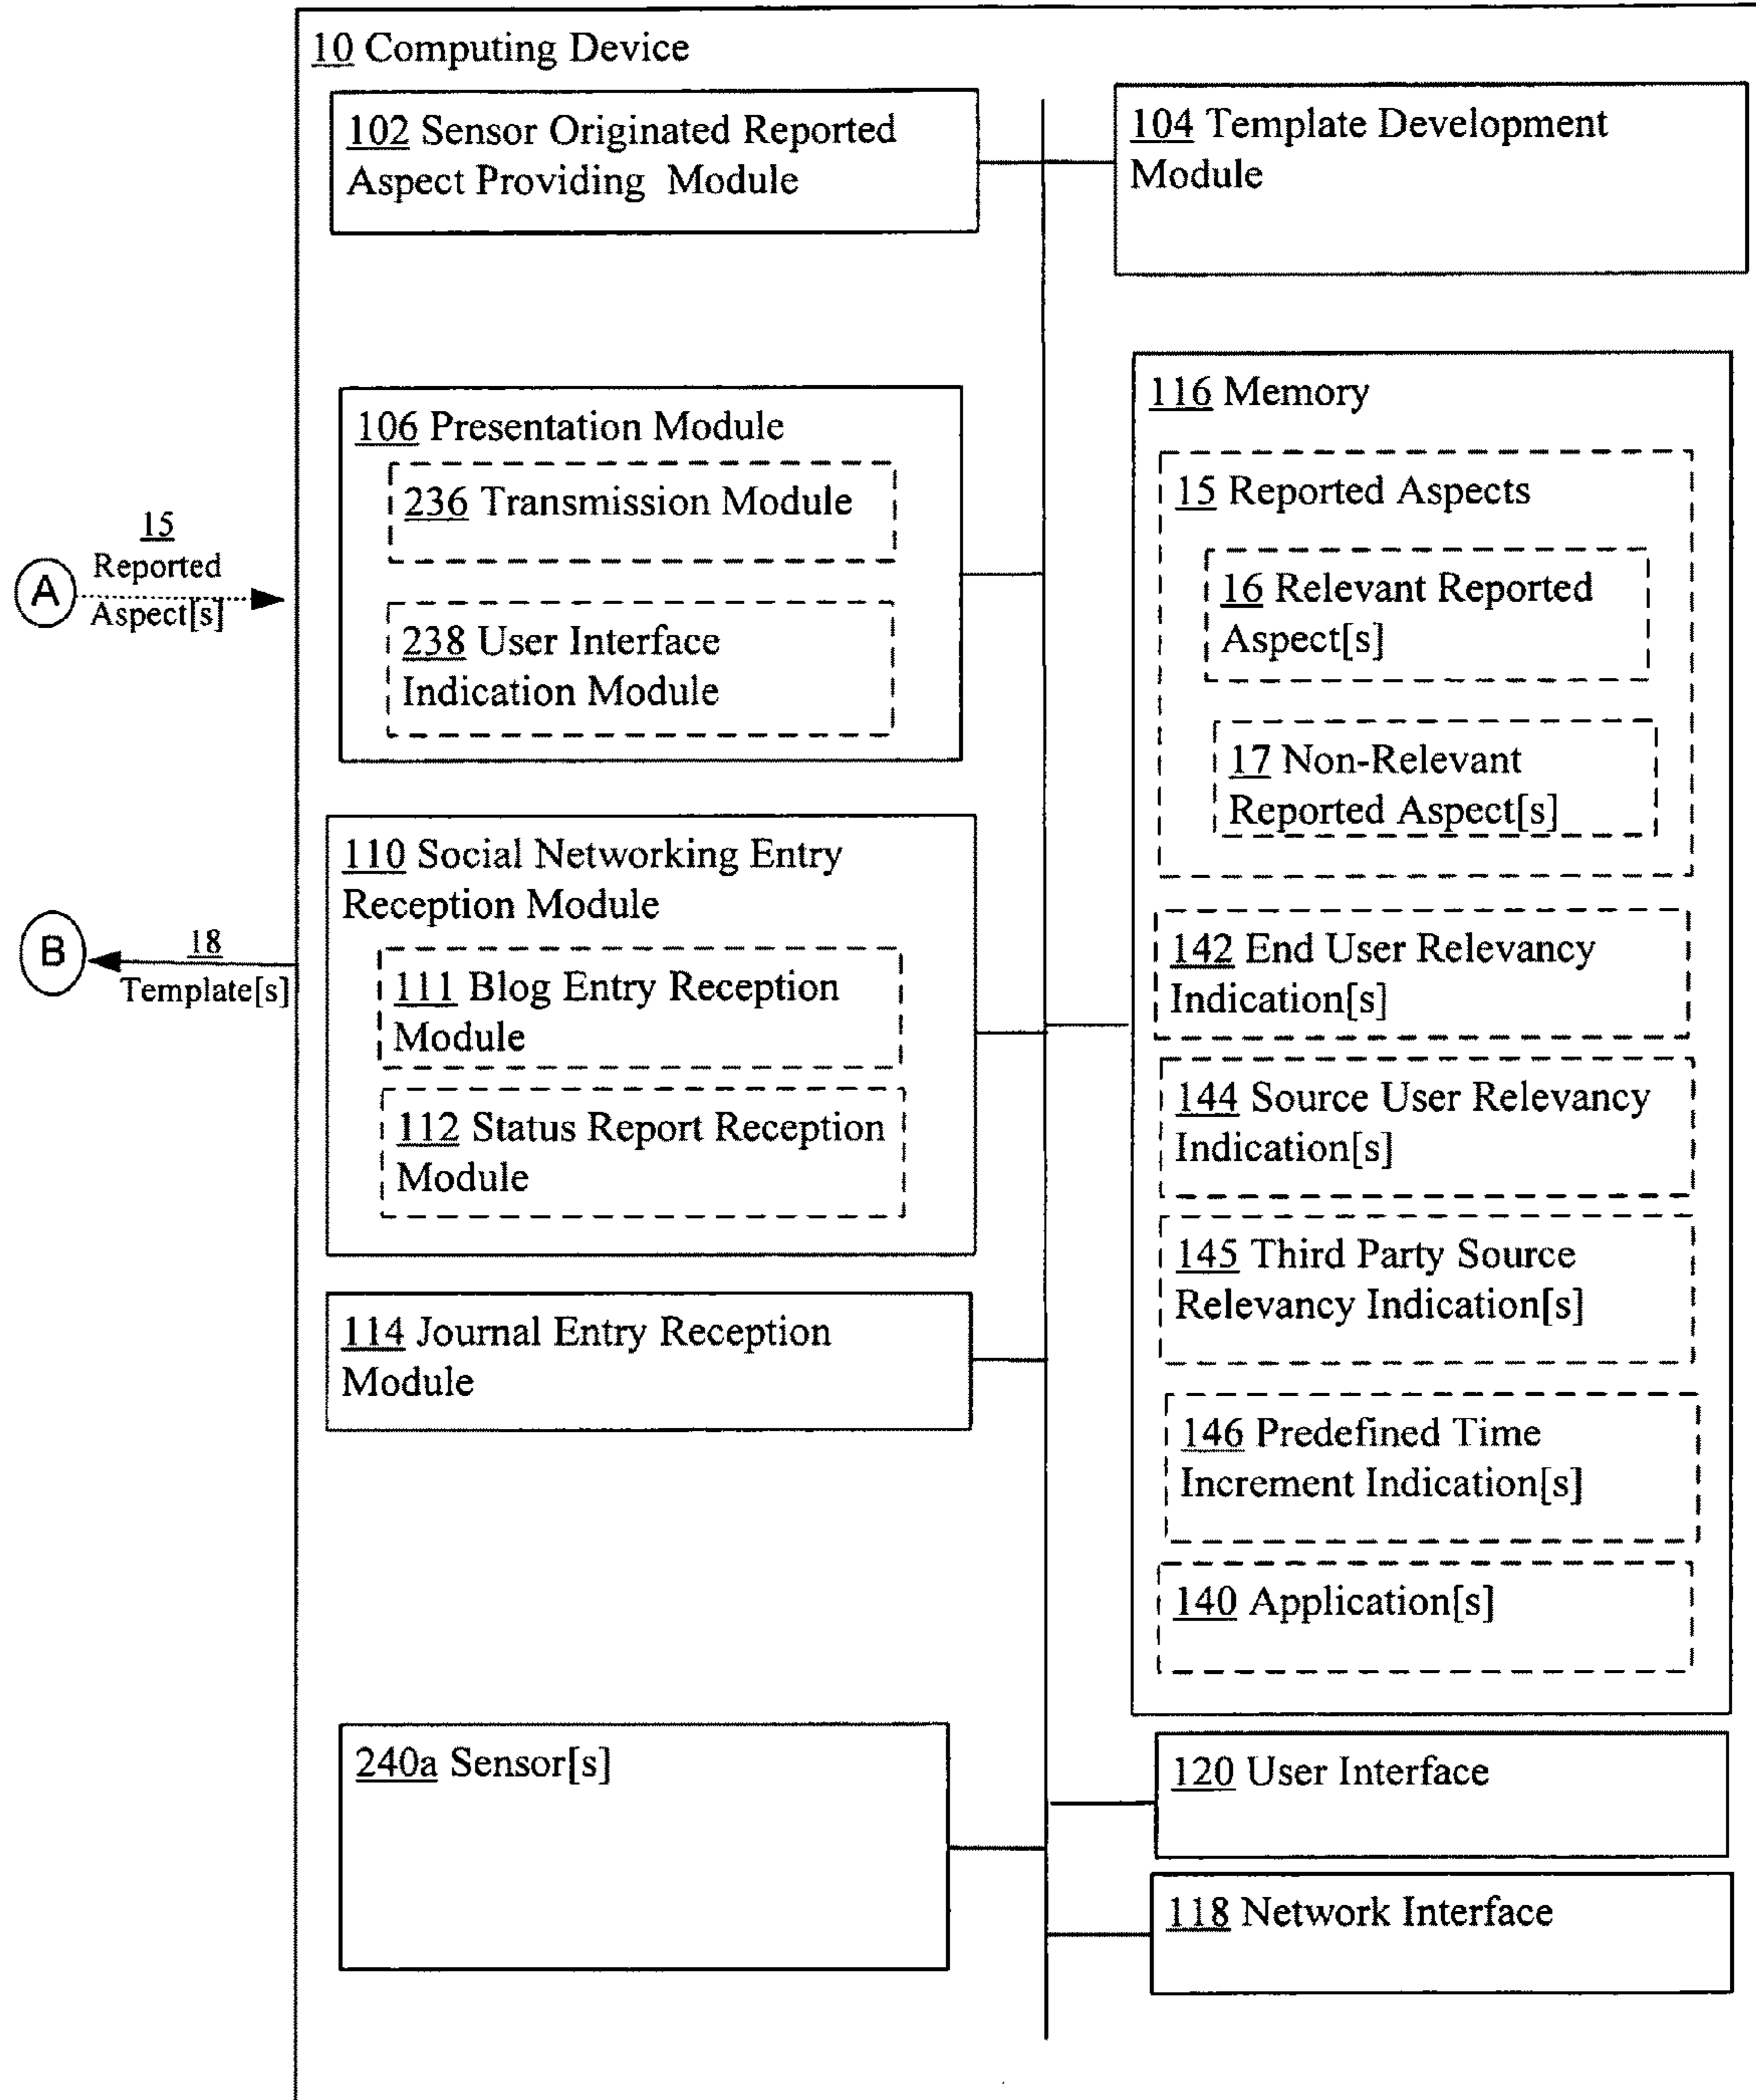 10 Computing Device
102 Sensor Originated Reported
Aspect Providing Module
104 Template Development
Module
106 Presentation Module
236 Transmission Module
238 User Interface
Indication Module
15
Reported
Aspect[s]
A
110 Social Networking Entry
Reception Module
111 Blog Entry Reception
Module
112 Status Report Reception
Module
B
18
Template[s]
114 Journal Entry Reception
Module
240a Sensor[s]
116 Memory
15 Reported Aspects
16 Relevant Reported
Aspect[s]
17 Non-Relevant
Reported Aspect[s]
142 End User Relevancy
Indication[s]
144 Source User Relevancy
Indication[s]
145 Third Party Source
Relevancy Indication[s]
146 Predefined Time
Increment Indication[s]
140 Application[s]
120 User Interface
118 Network Interface